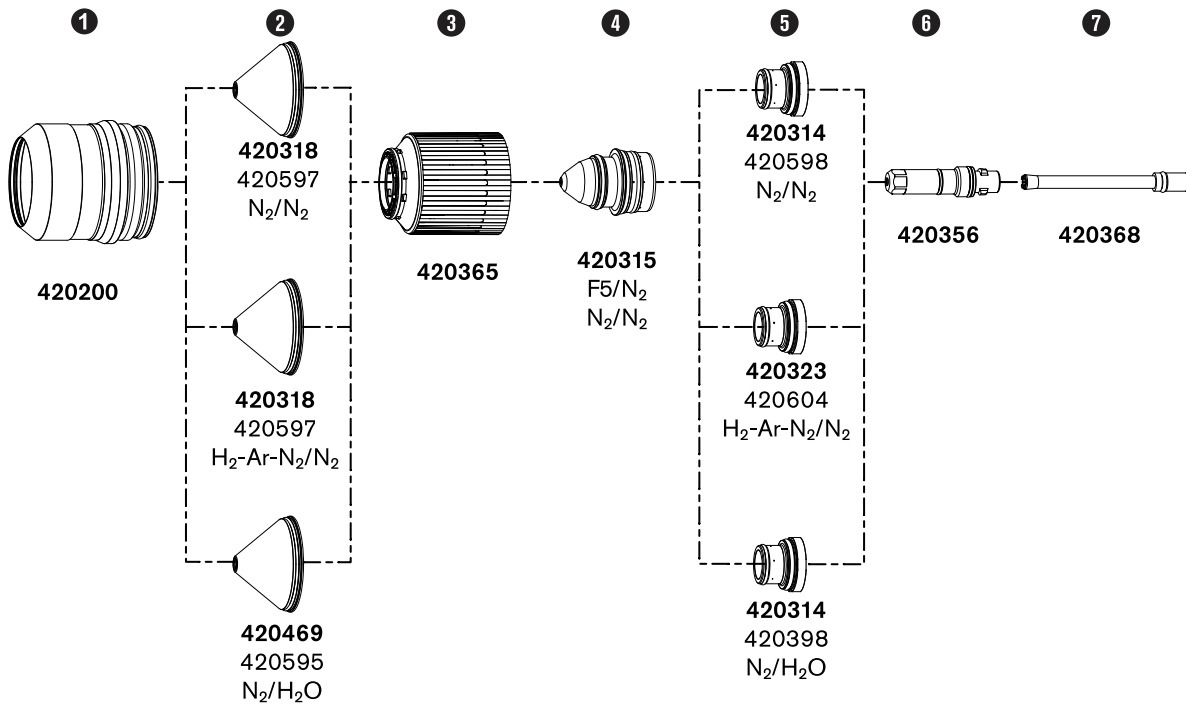 1 2 3 4 5 6 7
420200
420318
420597
N₂/N₂
420318
420597
H₂-Ar-N₂/N₂
420469
420595
N₂/H₂O
420365
420315
F5/N₂
N₂/N₂
420314
420598
N₂/N₂
420323
420604
H₂-Ar-N₂/N₂
420314
420398
N₂/H₂O
420356
420368